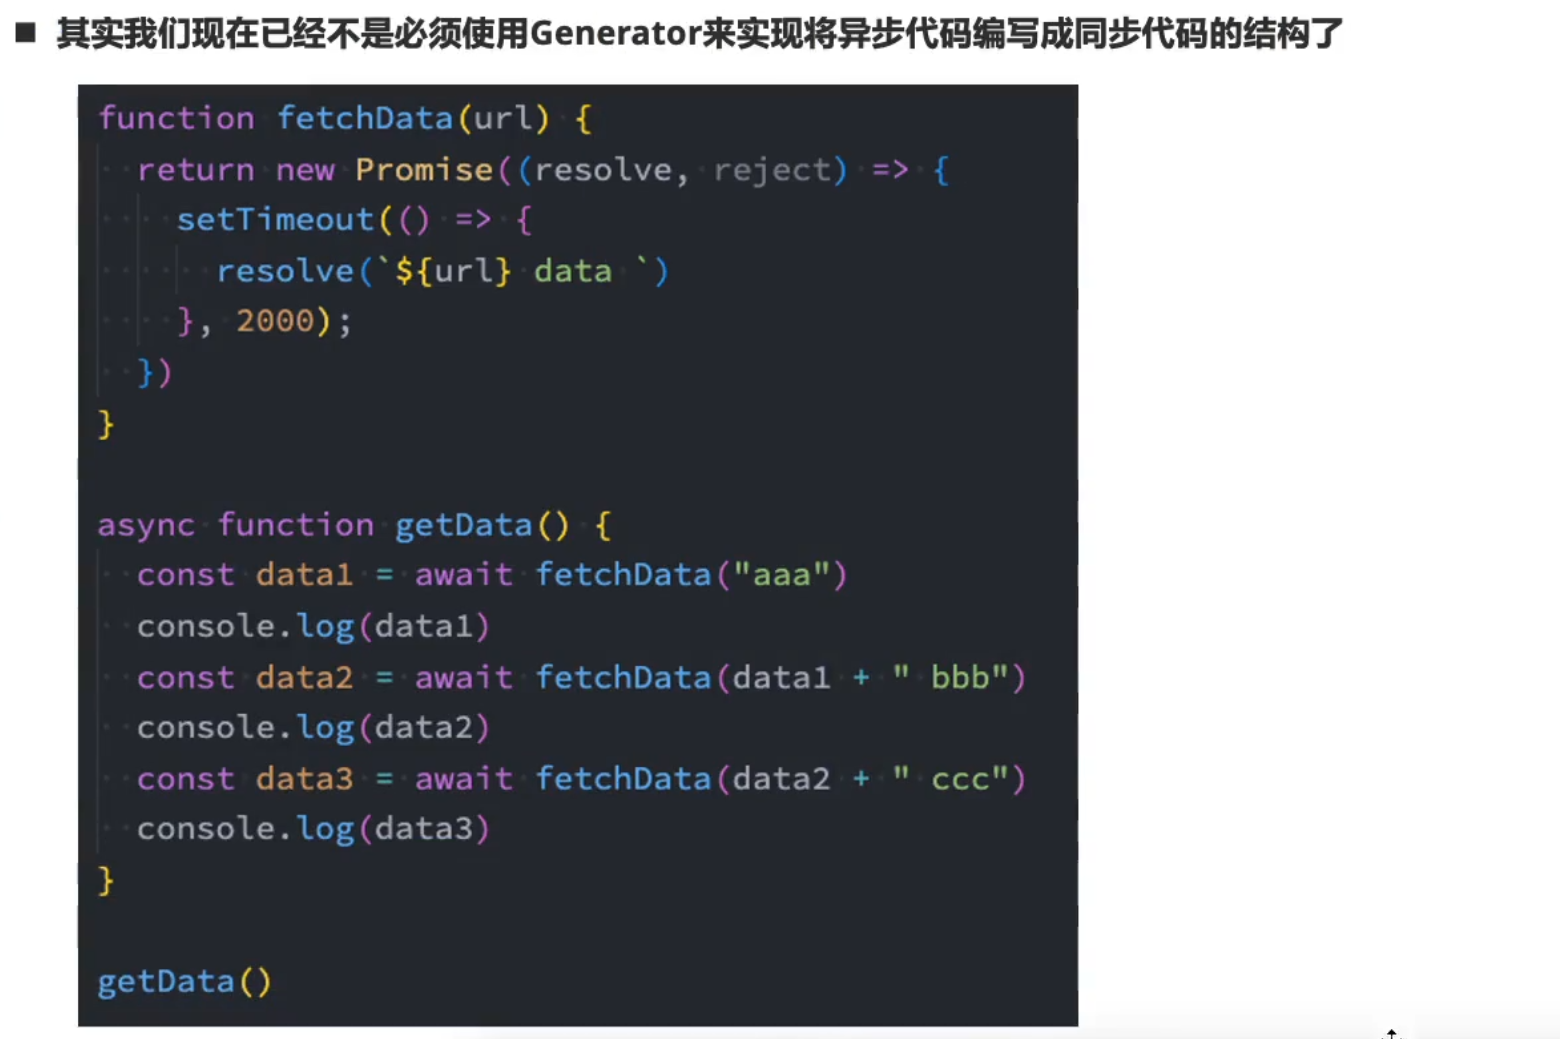 ■ 其实我们现在已经不是必须使用Generator来实现将异步代码编写成同步代码的结构了
function fetchData(url) {
  return new Promise((resolve, reject) => {
    setTimeout(() => {
      resolve(`${url} data `)
    }, 2000);
  })
}

async function getData() {
  const data1 = await fetchData("aaa")
  console.log(data1)
  const data2 = await fetchData(data1 + " bbb")
  console.log(data2)
  const data3 = await fetchData(data2 + " ccc")
  console.log(data3)
}

getData()